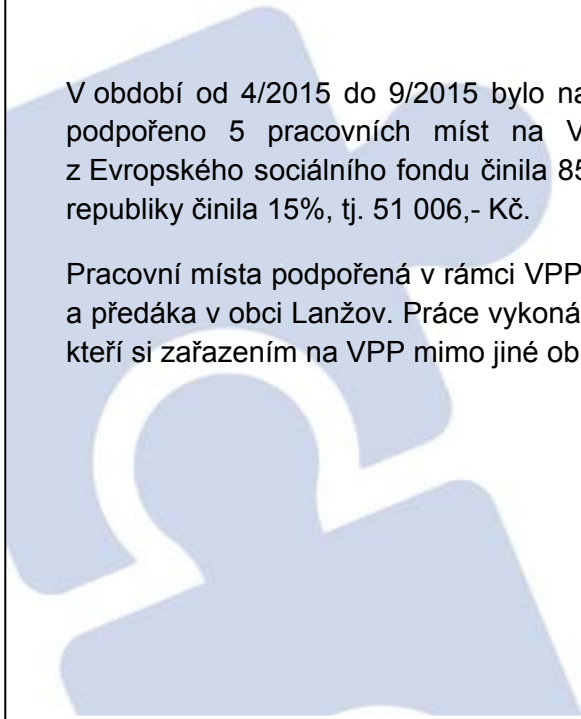 V období od 4/2015 do 9/2015 bylo na
podpořeno 5 pracovních míst na V
z Evropského sociálního fondu činila 85
republiky činila 15%, tj. 51 006,- Kč.
Pracovní místa podpořená v rámci VPP
a předáka v obci Lanžov. Práce vykoná
kteří si zařazením na VPP mimo jiné ob